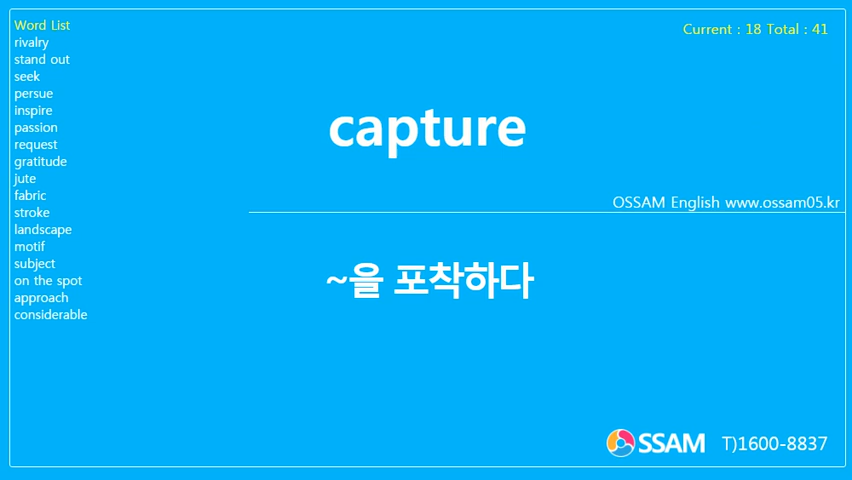 Word List
rivalry
stand out
seek
persue
inspire
passion
request
gratitude
jute
fabric
stroke
landscape
motif
subject
on the spot
approach
considerable
Current : 18 Total : 41
capture
OSSAM English www.ossam05.kr
~을 포착하다
OSSAM T)1600-8837